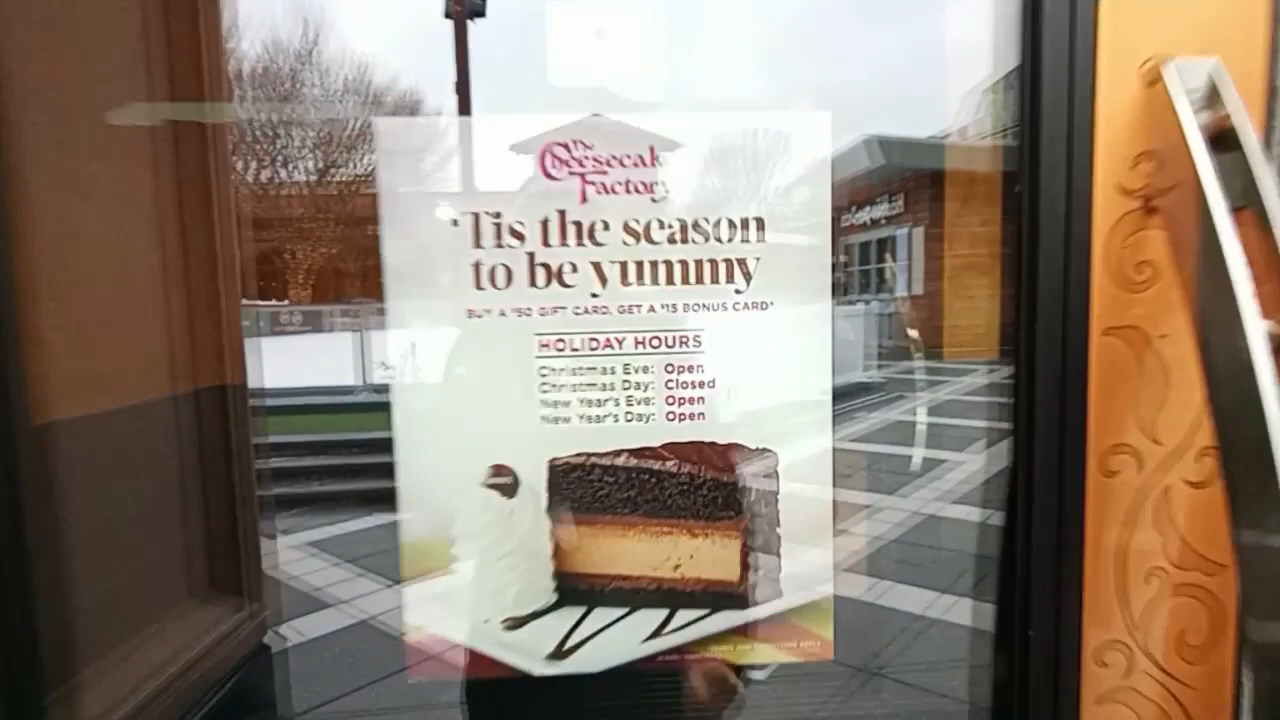 The
Cheesecak
Factory
'Tis the season
to be yummy
BUY A $50 GIFT CARD, GET A $15 BONUS CARD*
HOLIDAY HOURS
Christmas Eve: Open
Christmas Day: Closed
New Year's Eve: Open
New Year's Day: Open